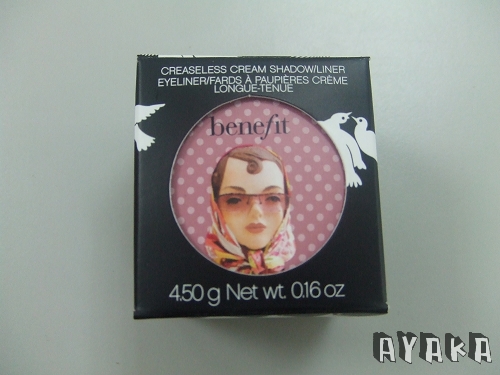 CREASELESS CREAM SHADOW/LINER
EYELINER/FARDS À PAUPIÈRES CRÈME
LONGUE-TENUE
benefit
4.50 g Net wt. 0.16 oz
AYAKA